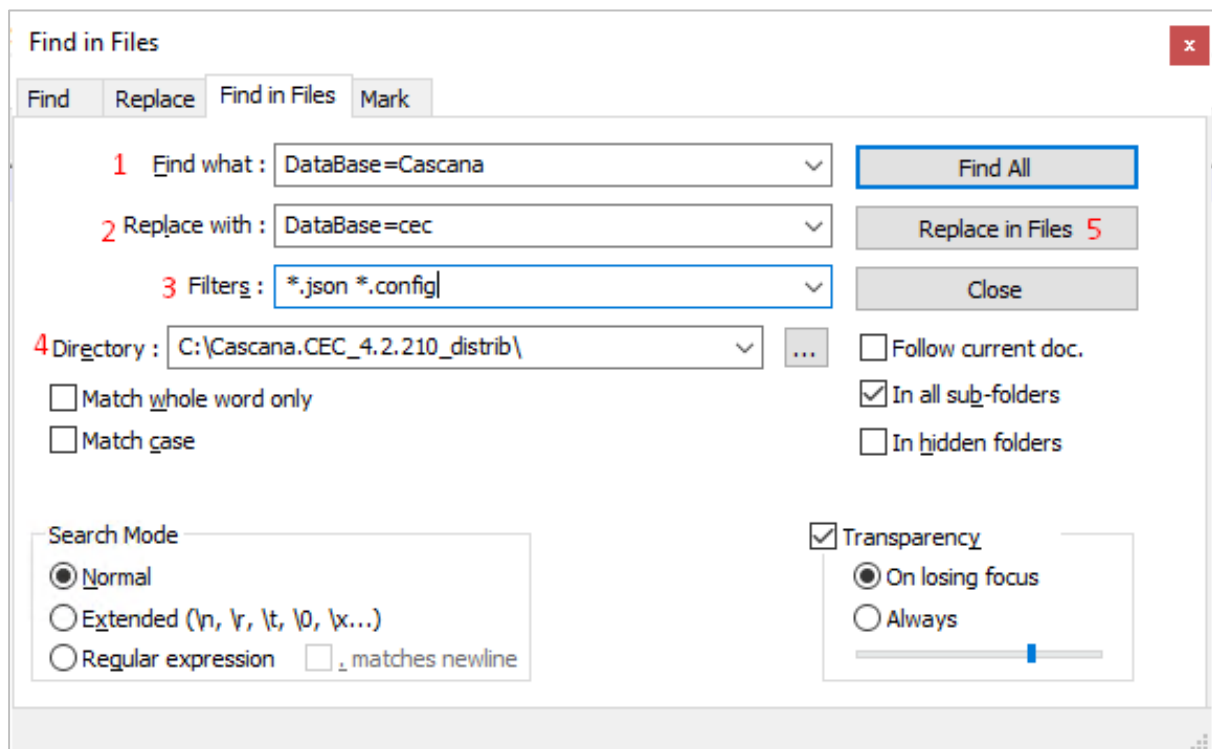 Find in Files
x
Find Replace Find in Files Mark
1 Find what : DataBase=Cascana Find All
2 Replace with : DataBase=cec Replace in Files 5
3 Filters : *.json *.config Close
4 Directory : C:\Cascana.CEC_4.2.210_distrib\ ... Follow current doc.
Match whole word only In all sub-folders
Match case In hidden folders
Search Mode Transparency
Normal On losing focus
Extended (\n, \r, \t, \0, \x...) Always
Regular expression . matches newline